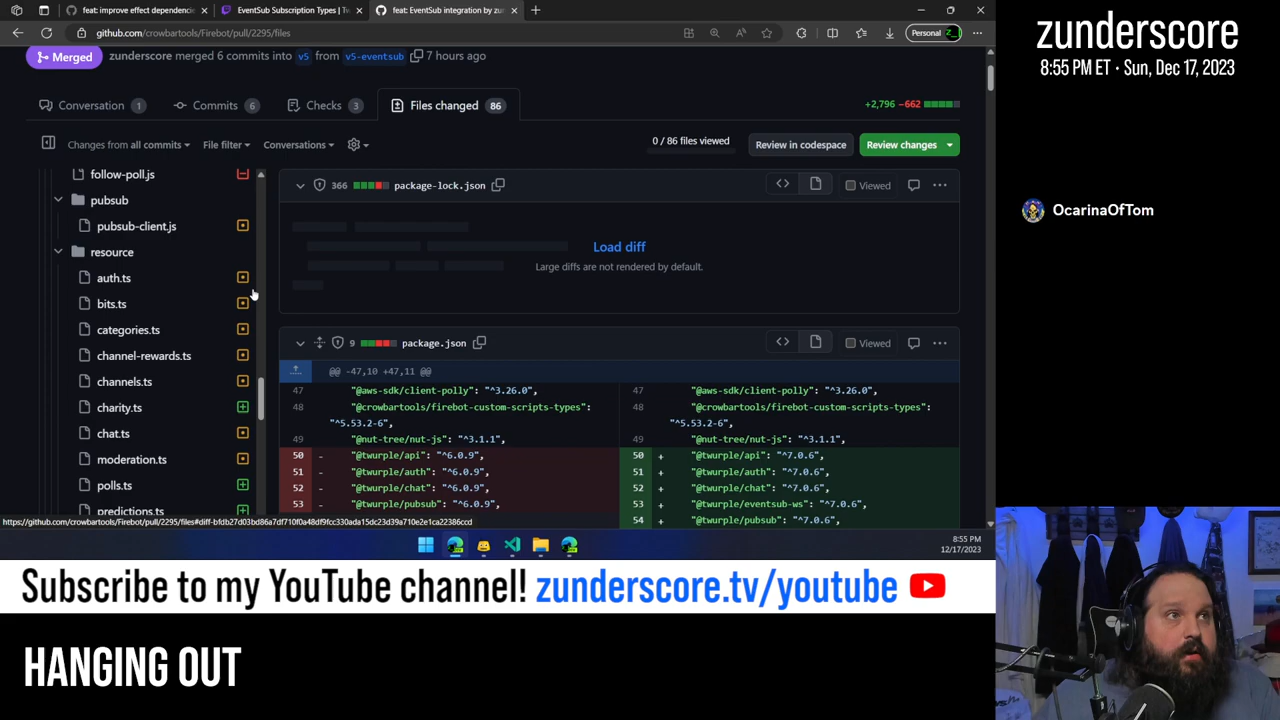 feat: improve effect dependencie
EventSub Subscription Types | Tw
feat: EventSub integration by zun
https://github.com/crowbartools/Firebot/pull/2295/files
Personal
Merged
zunderscore merged 6 commits into v5 from v5-eventsub 7 hours ago
Conversation 1
Commits 6
Checks 3
Files changed 86
+2,796 −662
Changes from all commits
File filter
Conversations
0 / 86 files viewed
Review in codespace
Review changes
follow-poll.js
pubsub
pubsub-client.js
resource
auth.ts
bits.ts
categories.ts
channel-rewards.ts
channels.ts
charity.ts
chat.ts
moderation.ts
polls.ts
predictions.ts
366 package-lock.json
Viewed
Load diff
Large diffs are not rendered by default.
9 package.json
Viewed
@@ -47,10 +47,11 @@
47 "@aws-sdk/client-polly": "^3.26.0", 47 "@aws-sdk/client-polly": "^3.26.0",
48 "@crowbartools/firebot-custom-scripts-types": 48 "@crowbartools/firebot-custom-scripts-types":
"^5.53.2-6", "^5.53.2-6",
49 "@nut-tree/nut-js": "^3.1.1", 49 "@nut-tree/nut-js": "^3.1.1",
50 - "@twurple/api": "^6.0.9", 50 + "@twurple/api": "^7.0.6",
51 - "@twurple/auth": "^6.0.9", 51 + "@twurple/auth": "^7.0.6",
52 - "@twurple/chat": "^6.0.9", 52 + "@twurple/chat": "^7.0.6",
53 - "@twurple/pubsub": "^6.0.9", 53 + "@twurple/eventsub-ws": "^7.0.6",
54 + "@twurple/pubsub": "^7.0.6",
8:55 PM
12/17/2023
zunderscore
8:55 PM ET • Sun, Dec 17, 2023
OcarinaOfTom
Subscribe to my YouTube channel! zunderscore.tv/youtube
HANGING OUT